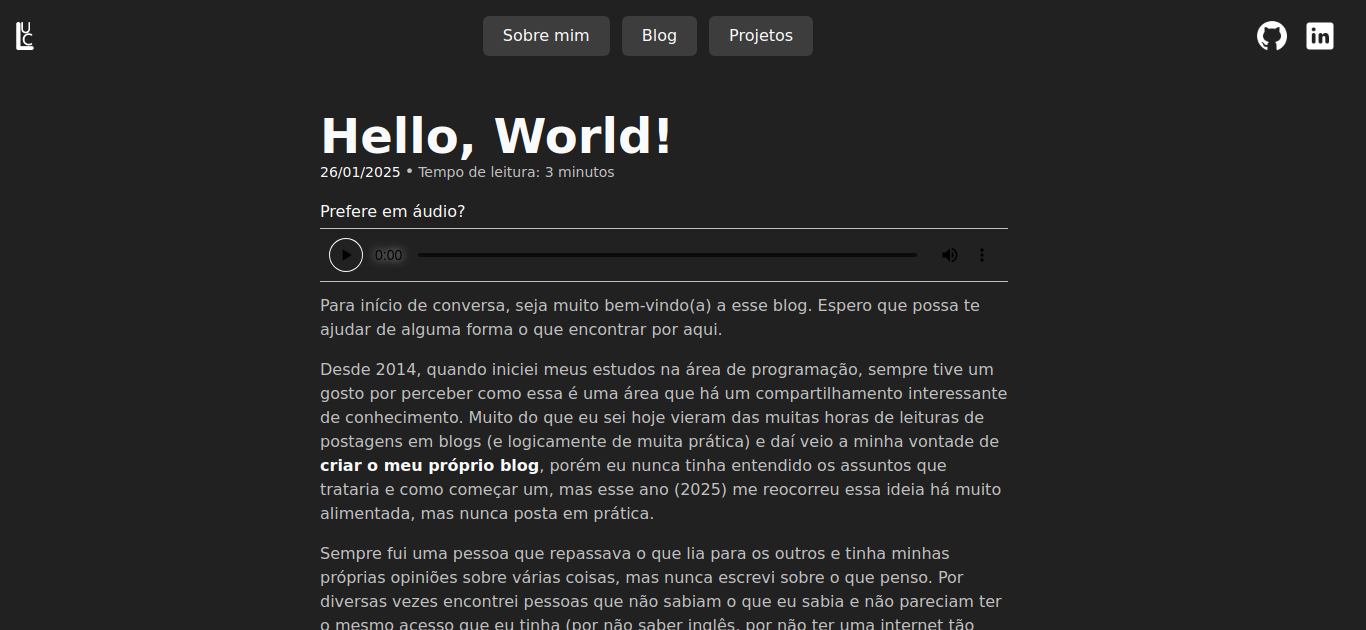 LUC
Sobre mim
Blog
Projetos
in
Hello, World!
26/01/2025 • Tempo de leitura: 3 minutos
Prefere em áudio?
0:00
Para início de conversa, seja muito bem-vindo(a) a esse blog. Espero que possa te
ajudar de alguma forma o que encontrar por aqui.
Desde 2014, quando iniciei meus estudos na área de programação, sempre tive um
gosto por perceber como essa é uma área que há um compartilhamento interessante
de conhecimento. Muito do que eu sei hoje vieram das muitas horas de leituras de
postagens em blogs (e logicamente de muita prática) e daí veio a minha vontade de
criar o meu próprio blog, porém eu nunca tinha entendido os assuntos que
trataria e como começar um, mas esse ano (2025) me reocorreu essa ideia há muito
alimentada, mas nunca posta em prática.
Sempre fui uma pessoa que repassava o que lia para os outros e tinha minhas
próprias opiniões sobre várias coisas, mas nunca escrevi sobre o que penso. Por
diversas vezes encontrei pessoas que não sabiam o que eu sabia e não pareciam ter
o mesmo acesso que eu tinha (por não saber inglês, por não ter uma internet tão